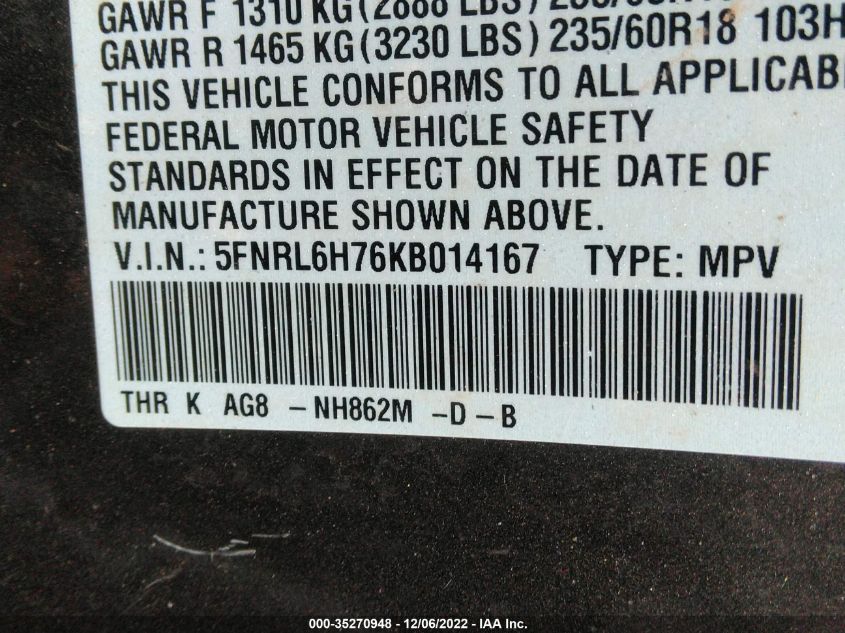 GAWR F 1310 KG (2888 LBS)
GAWR R 1465 KG (3230 LBS) 235/60R18 103H
THIS VEHICLE CONFORMS TO ALL APPLICAB
FEDERAL MOTOR VEHICLE SAFETY
STANDARDS IN EFFECT ON THE DATE OF
MANUFACTURE SHOWN ABOVE.
V.I.N.: 5FNRL6H76KB014167 TYPE: MPV
THR K AG8 -NH862M -D-B
000-35270948 - 12/06/2022 - IAA Inc.